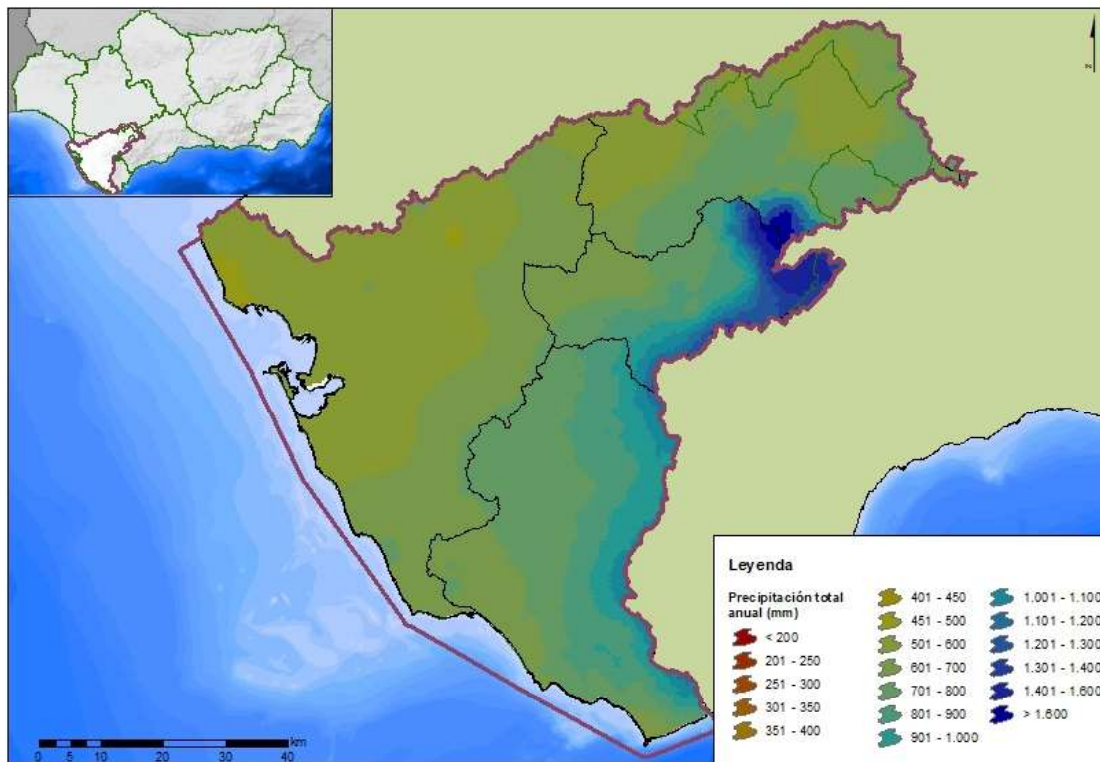 N
Leyenda
Precipitación total
anual (mm)
< 200
201 - 250
251 - 300
301 - 350
351 - 400
401 - 450
451 - 500
501 - 600
601 - 700
701 - 800
801 - 900
901 - 1.000
1.001 - 1.100
1.101 - 1.200
1.201 - 1.300
1.301 - 1.400
1.401 - 1.600
> 1.600
km
0 5 10 20 30 40